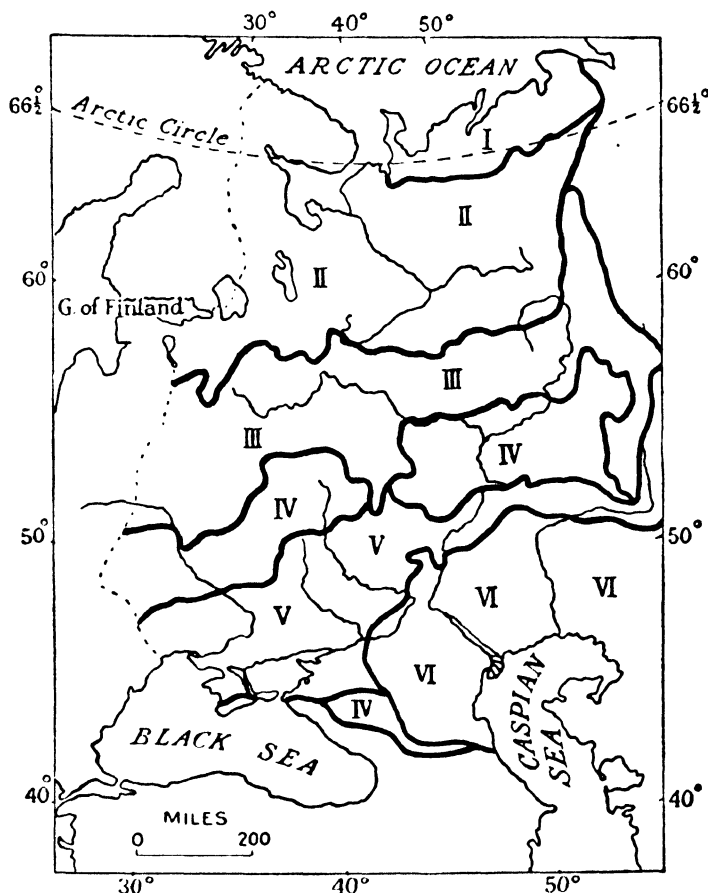 30° 40° 50°
ARCTIC OCEAN
66½° 66½°
Arctic Circle
I
II
60° 60°
II
G. of Finland
III
III
IV
IV
50° 50°
V
VI VI
V
VI
IV
CASPIAN SEA
BLACK SEA
40° 40°
MILES
0 200
30° 40° 50°